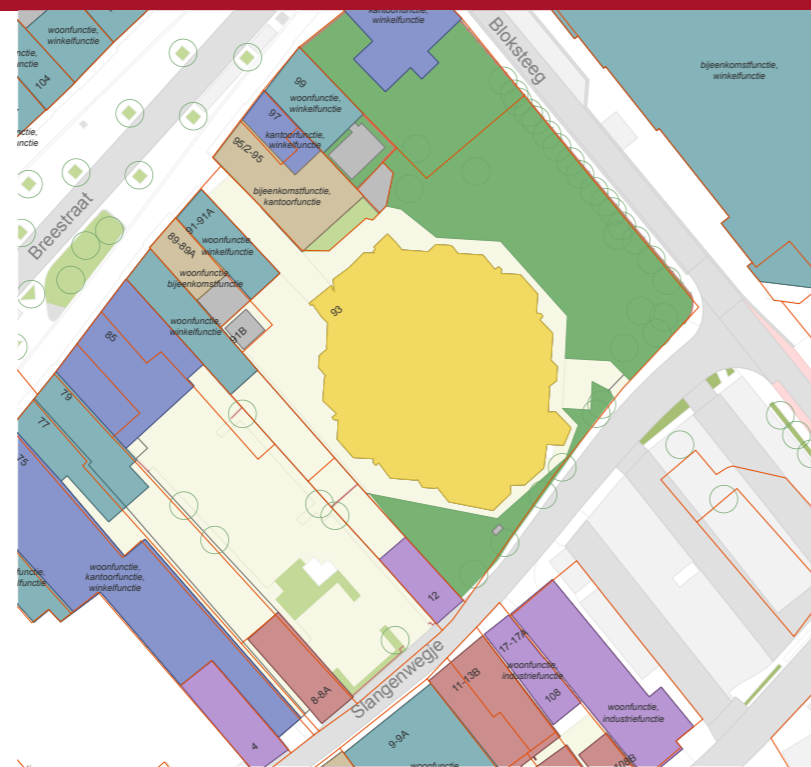 kantoorfunctie,
winkelfunctie
Bloksteeg
woonfunctie,
winkelfunctie
104
bijeenkomstfunctie,
winkelfunctie
99
woonfunctie,
winkelfunctie
97
kantoorfunctie,
winkelfunctie
95/2-95
bijeenkomstfunctie,
kantoorfunctie
Breestraat
91-91A
woonfunctie,
winkelfunctie
89-89A
woonfunctie,
bijeenkomstfunctie
woonfunctie,
winkelfunctie
91B
93
85
79
77
75
woonfunctie,
kantoorfunctie,
winkelfunctie
12
8-8A
4
Slangenwegje
17-17A
woonfunctie,
industriefunctie
108
11-13B
woonfunctie,
industriefunctie
9-9A
woonfunctie
108B